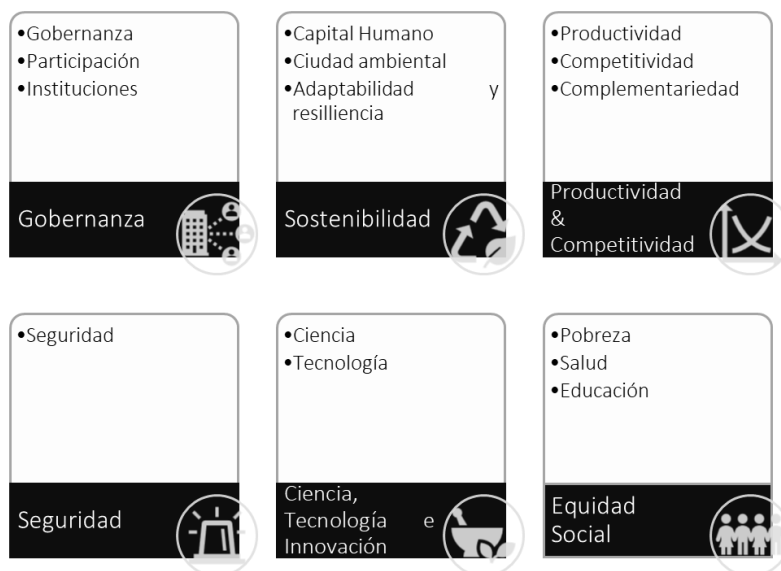 •Gobernanza
•Participación
•Instituciones
Gobernanza
•Capital Humano
•Ciudad ambiental
•Adaptabilidad y
resilliencia
Sostenibilidad
•Productividad
•Competitividad
•Complementariedad
Productividad
&
Competitividad
•Seguridad
Seguridad
•Ciencia
•Tecnología
Ciencia,
Tecnología e
Innovación
•Pobreza
•Salud
•Educación
Equidad
Social